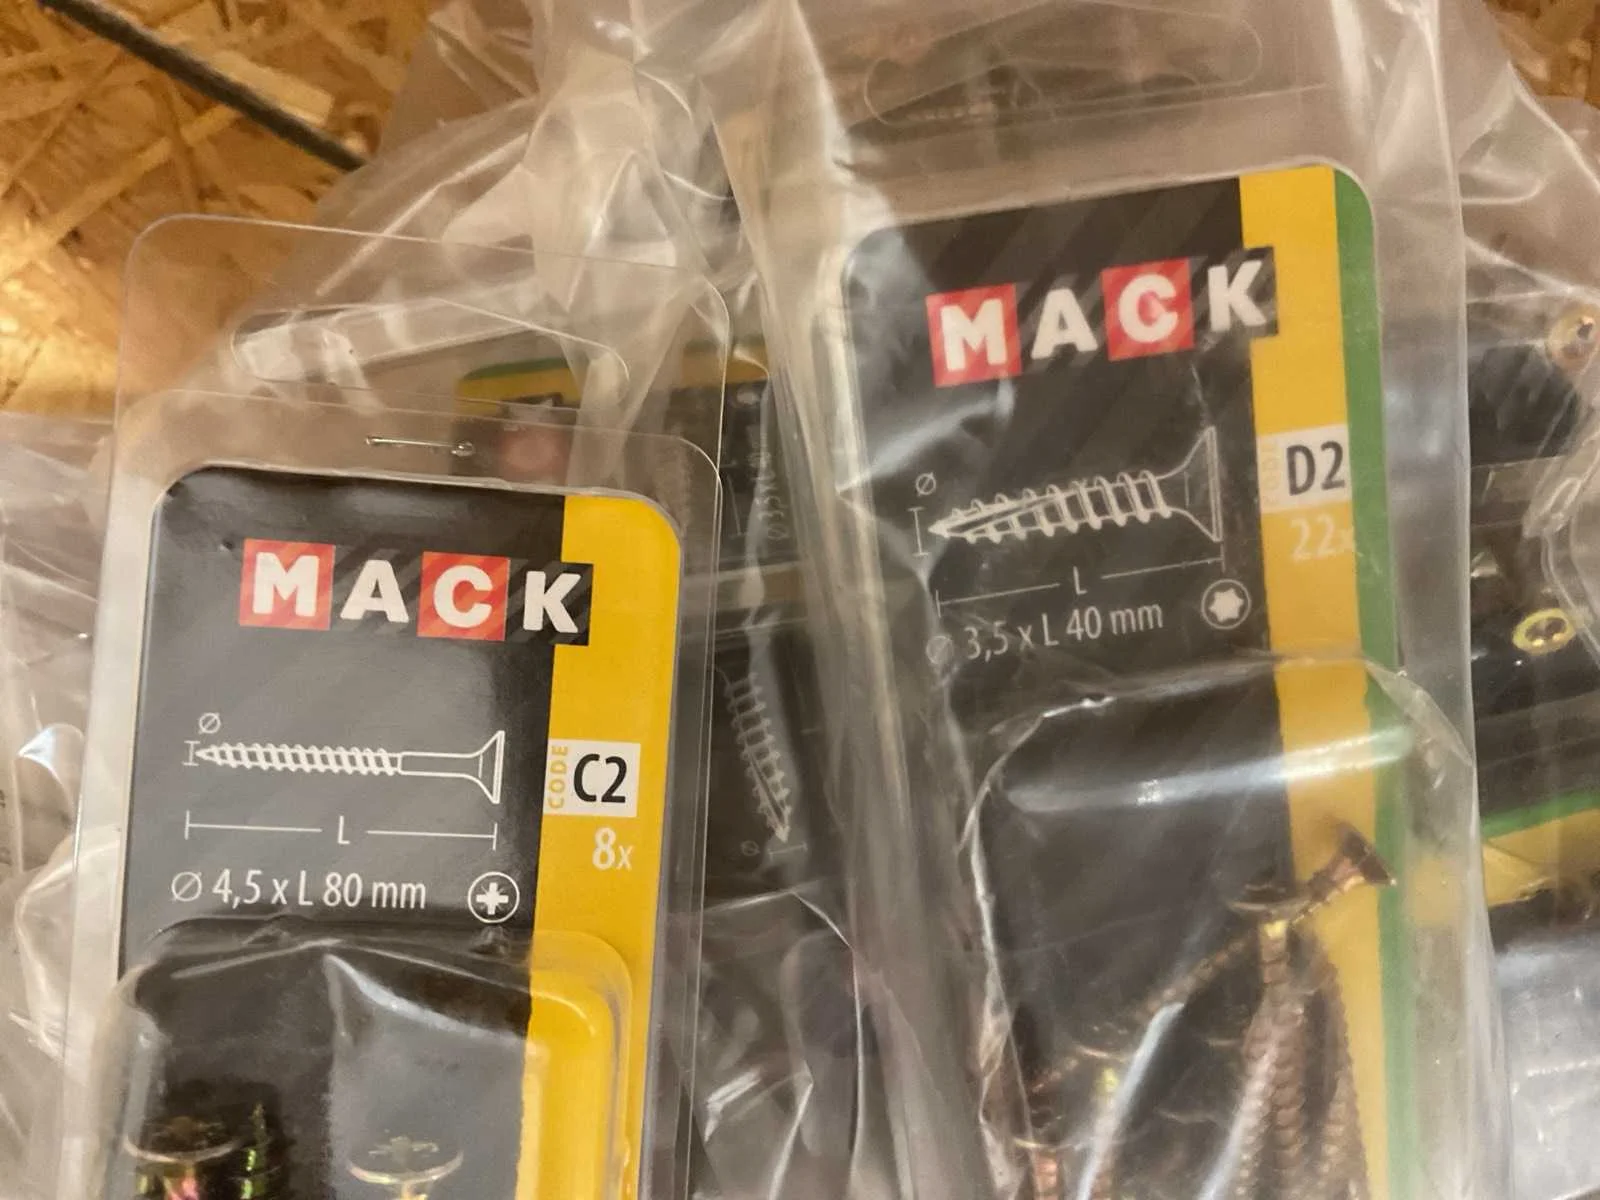 MACK
Ø
CODE
C2
8x
L
Ø 4,5 x L 80 mm
MACK
Ø
CODE
D2
22x
L
Ø 3,5 x L 40 mm